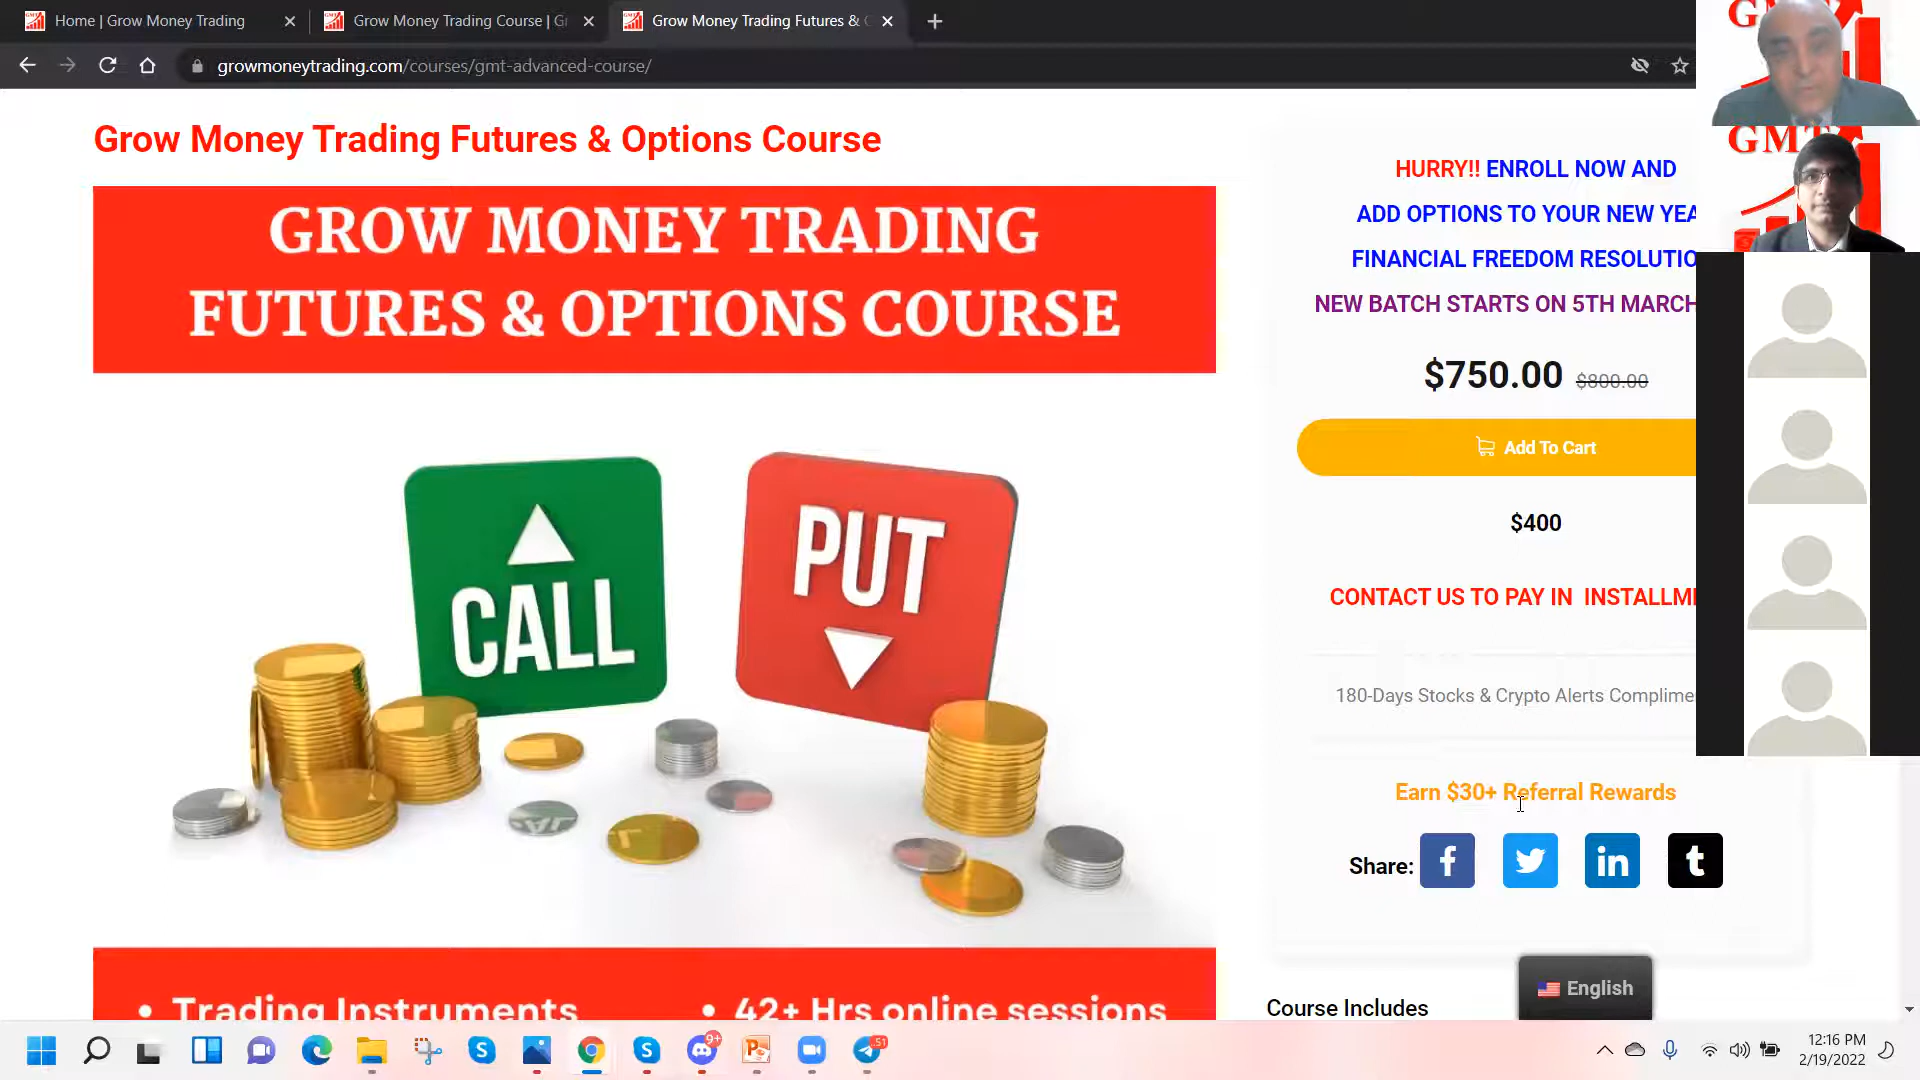 Home | Grow Money Trading
Grow Money Trading Course | Gr
Grow Money Trading Futures & O
growmoneytrading.com/courses/gmt-advanced-course/
Grow Money Trading Futures & Options Course
GROW MONEY TRADING
FUTURES & OPTIONS COURSE
CALL
PUT
• Trading Instruments
• 42+ Hrs online sessions
HURRY!! ENROLL NOW AND
ADD OPTIONS TO YOUR NEW YEA
FINANCIAL FREEDOM RESOLUTIO
NEW BATCH STARTS ON 5TH MARCH
$750.00 $800.00
Add To Cart
$400
CONTACT US TO PAY IN INSTALLM
180-Days Stocks & Crypto Alerts Complime
Earn $30+ Referral Rewards
Share:
Course Includes
English
GMT
9+
51
12:16 PM
2/19/2022